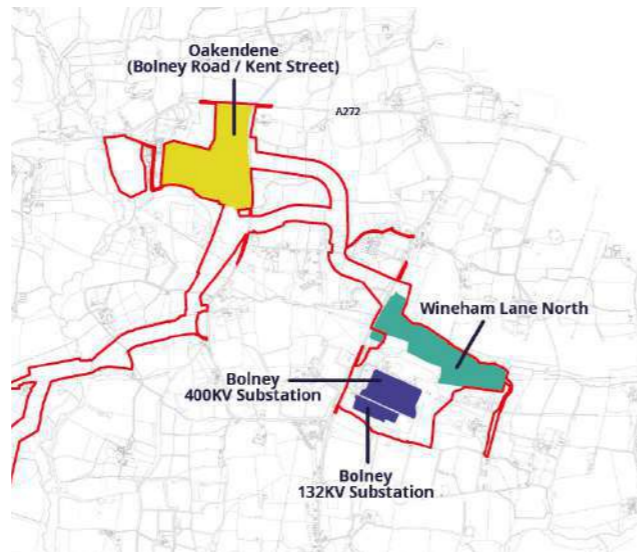 Oakendene
(Bolney Road / Kent Street)
A272
Wineham Lane North
Bolney
400KV Substation
Bolney
132KV Substation